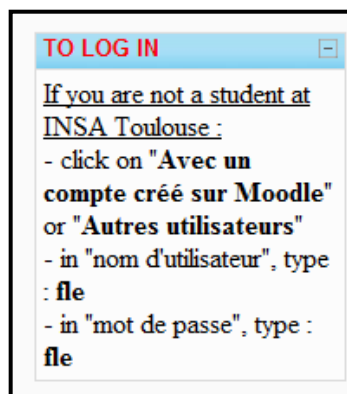 TO LOG IN
If you are not a student at
INSA Toulouse :
- click on "Avec un
compte créé sur Moodle"
or "Autres utilisateurs"
- in "nom d'utilisateur", type
: fle
- in "mot de passe", type :
fle